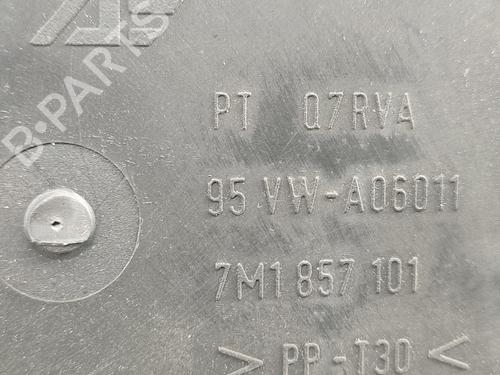 B-PARTS
PT Q7RVA
95 VW-A06011
7M1 857 101
> PP-T30 <